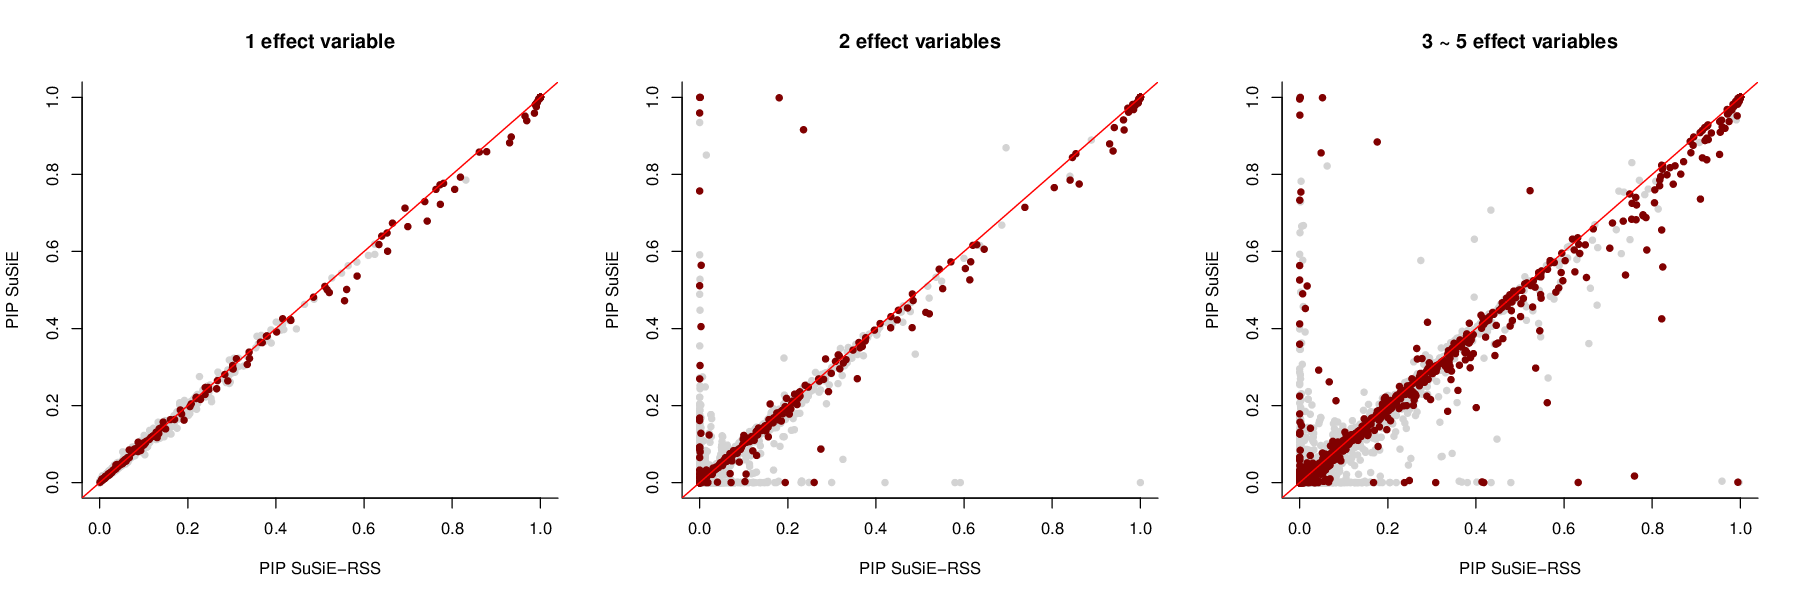 1 effect variable
PIP SuSiE
1.0
0.8
0.6
0.4
0.2
0.0
0.0 0.2 0.4 0.6 0.8 1.0
PIP SuSiE−RSS
2 effect variables
PIP SuSiE
1.0
0.8
0.6
0.4
0.2
0.0
0.0 0.2 0.4 0.6 0.8 1.0
PIP SuSiE−RSS
3 ~ 5 effect variables
PIP SuSiE
1.0
0.8
0.6
0.4
0.2
0.0
0.0 0.2 0.4 0.6 0.8 1.0
PIP SuSiE−RSS